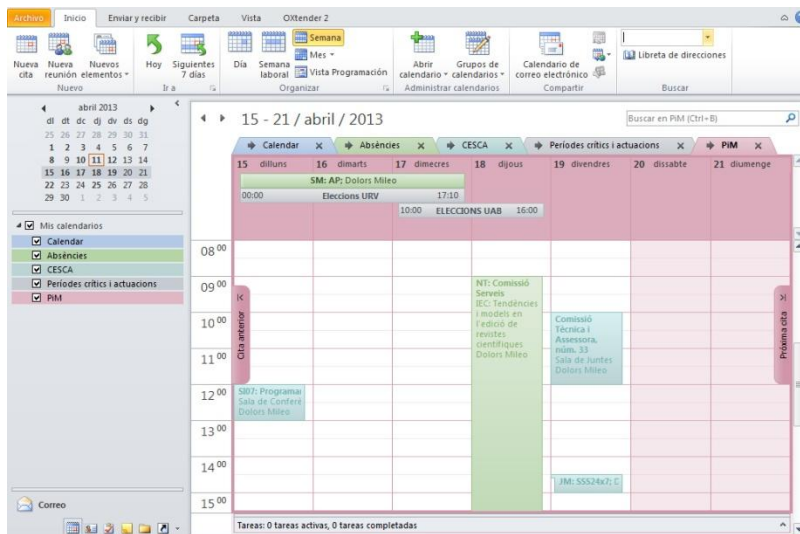 Archivo Inicio Enviar y recibir Carpeta Vista OXtender 2
Nueva cita
Nueva reunión
Nuevos elementos
Nuevo
Hoy
Siguientes 7 días
Ir a
Día
Semana laboral
Semana
Mes
Vista Programación
Organizar
Abrir calendario
Grupos de calendarios
Administrar calendarios
Calendario de correo electrónico
Compartir
Libreta de direcciones
Buscar
abril 2013
dl dt dc dj dv ds dg
25 26 27 28 29 30 31
1 2 3 4 5 6 7
8 9 10 11 12 13 14
15 16 17 18 19 20 21
22 23 24 25 26 27 28
29 30 1 2 3 4 5
Mis calendarios
Calendar
Absències
CESCA
Períodes crítics i actuacions
PiM
Correo
15 - 21 / abril / 2013
Buscar en PiM (Ctrl+B)
Calendar x Absències x CESCA x Períodes crítics i actuacions x PiM x
15 dilluns 16 dimarts 17 dimecres 18 dijous 19 divendres 20 dissabte 21 diumenge
SM: AP; Dolors Mileo
00:00 Eleccions URV 17:10
10:00 ELECCIONS UAB 16:00
08 00
09 00
10 00
11 00
12 00
13 00
14 00
15 00
Cita anterior
Próxima cita
SI07: Programa
Sala de Conferè
Dolors Mileo
NT: Comissió
Serveis
IEC: Tendències
i models en
l'edició de
revistes
científiques
Dolors Mileo
Comissió
Tècnica i
Assessora,
núm. 33
Sala de Juntes
Dolors Mileo
JM: SSS24x7; C
Tareas: 0 tareas activas, 0 tareas completadas